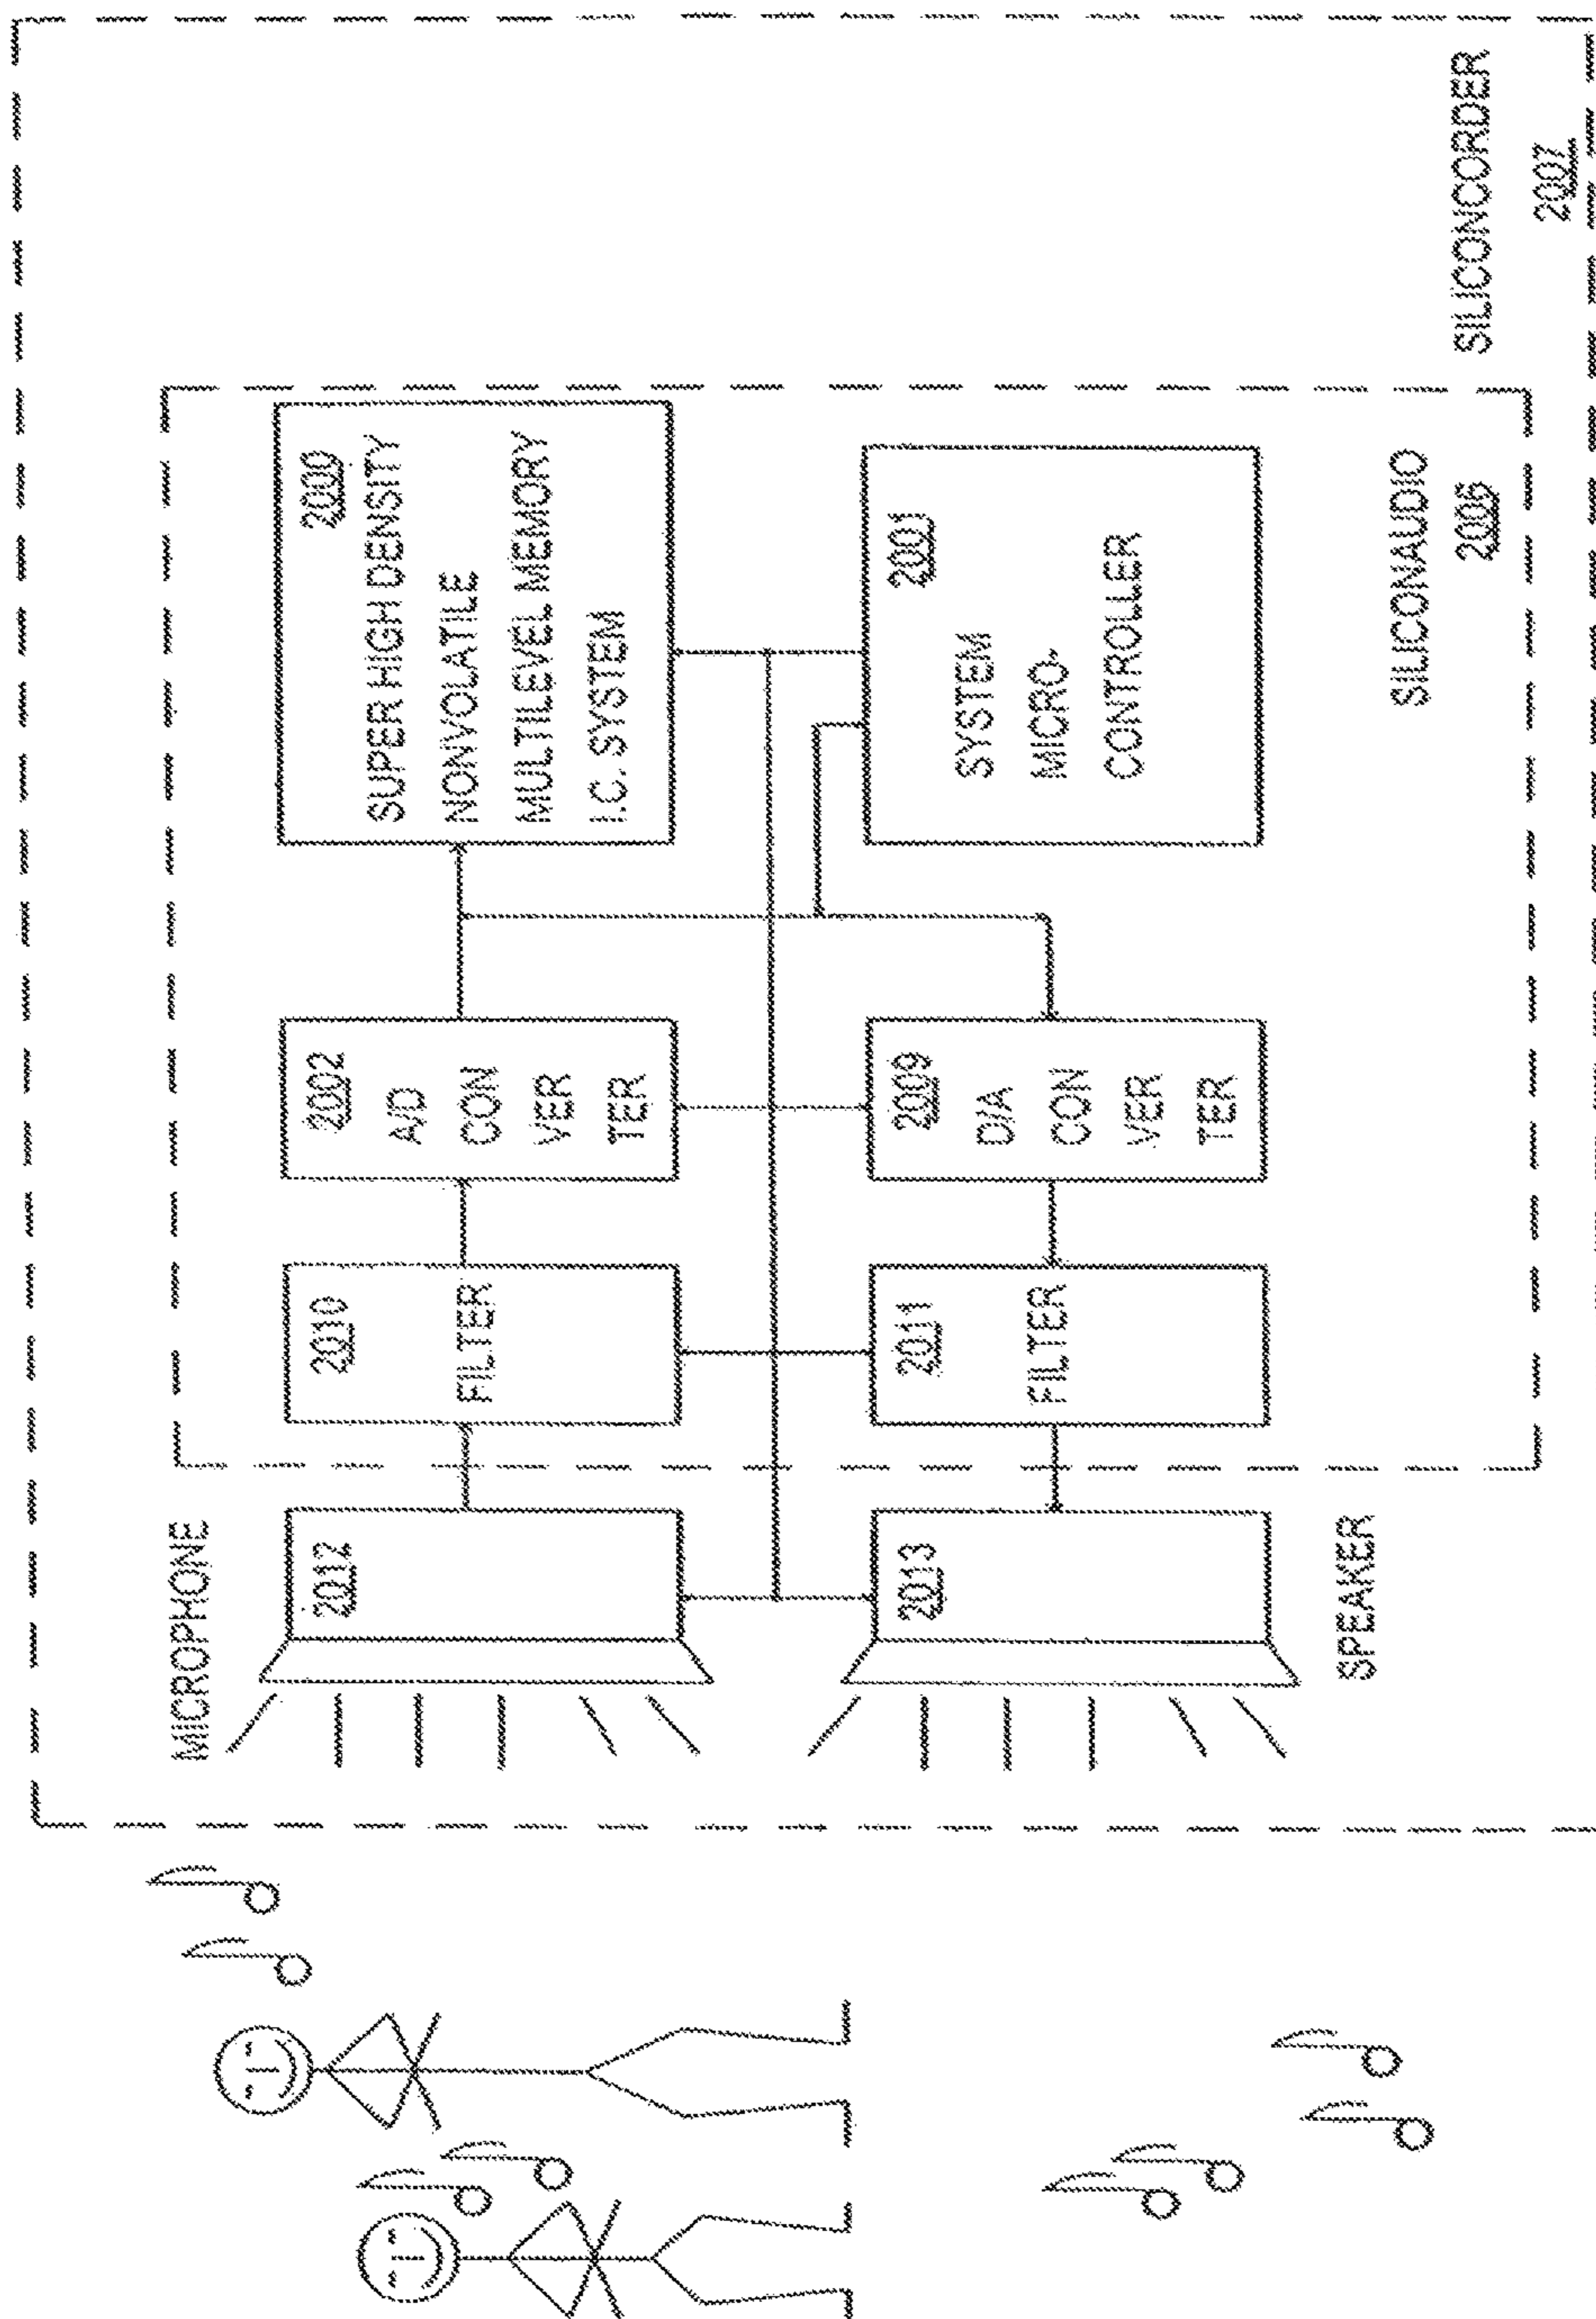 MICROPHONE
2012
2010
FILTER
2002
A/D
CON
VER
TER
2000
SUPER HIGH DENSITY
NONVOLATILE
MULTILEVEL MEMORY
I.C. SYSTEM
2013
SPEAKER
2011
FILTER
2009
D/A
CON
VER
TER
2001
SYSTEM
MICRO-
CONTROLLER
SILICONAUDIO
2006
SILICONCORDER
2007